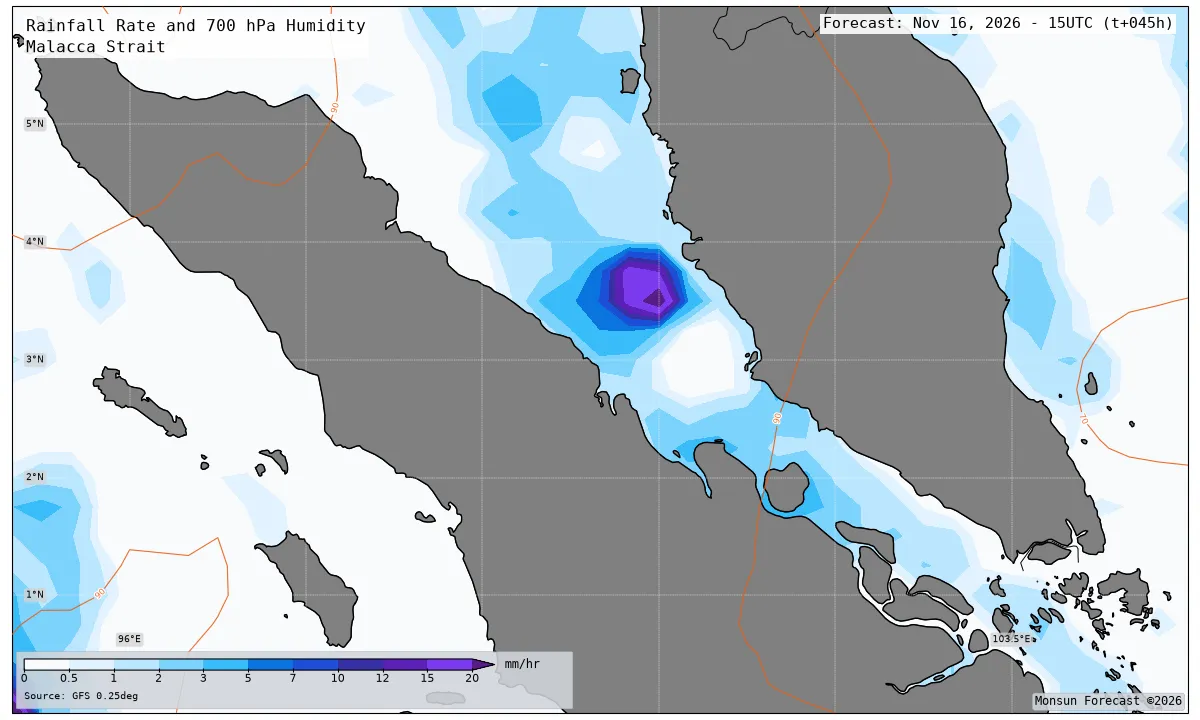 Rainfall Rate and 700 hPa Humidity
Malacca Strait
Forecast: Nov 16, 2026 - 15UTC (t+045h)
90
5°N
4°N
3°N
70
90
2°N
90
1°N
96°E
103.5°E
mm/hr
0 0.5 1 2 3 5 7 10 12 15 20
Source: GFS 0.25deg
Monsun Forecast ©2026